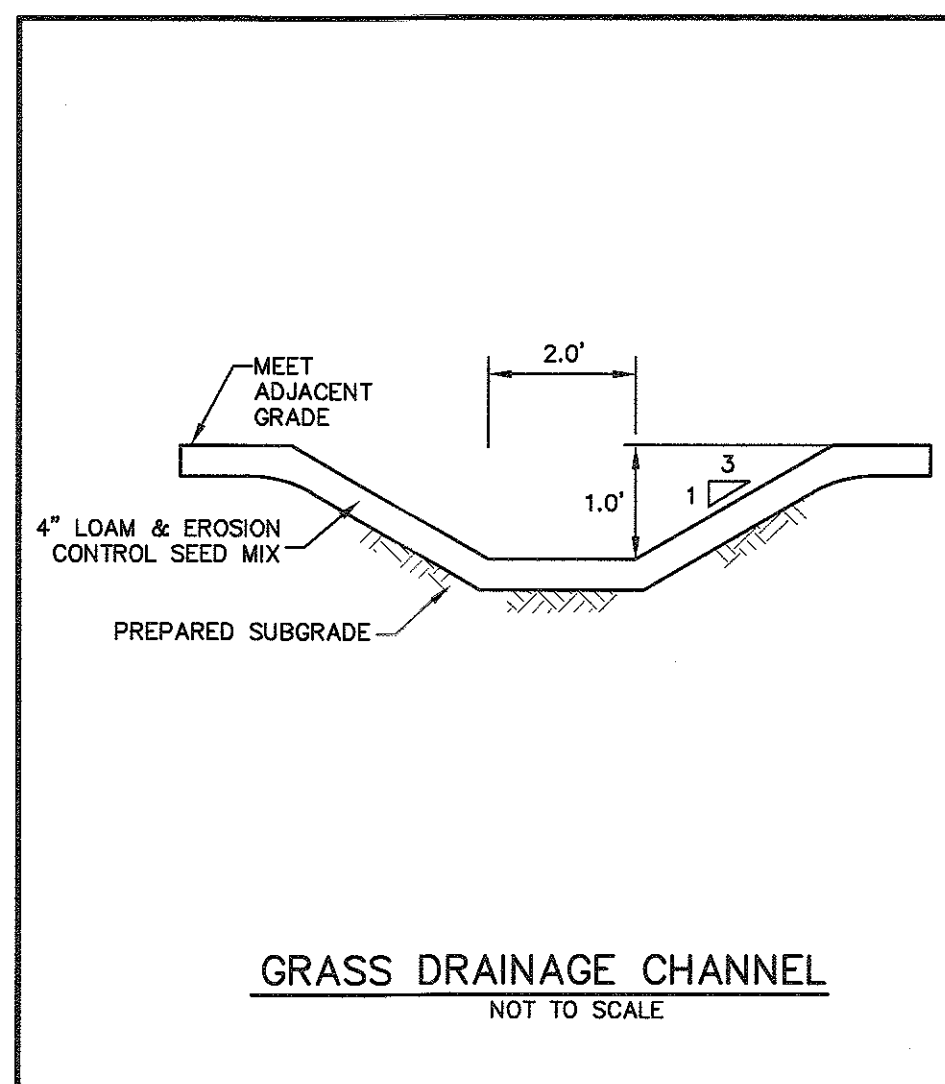 2.0'
MEET
ADJACENT
GRADE
3
1
1.0'
4" LOAM & EROSION
CONTROL SEED MIX
PREPARED SUBGRADE
GRASS DRAINAGE CHANNEL
NOT TO SCALE